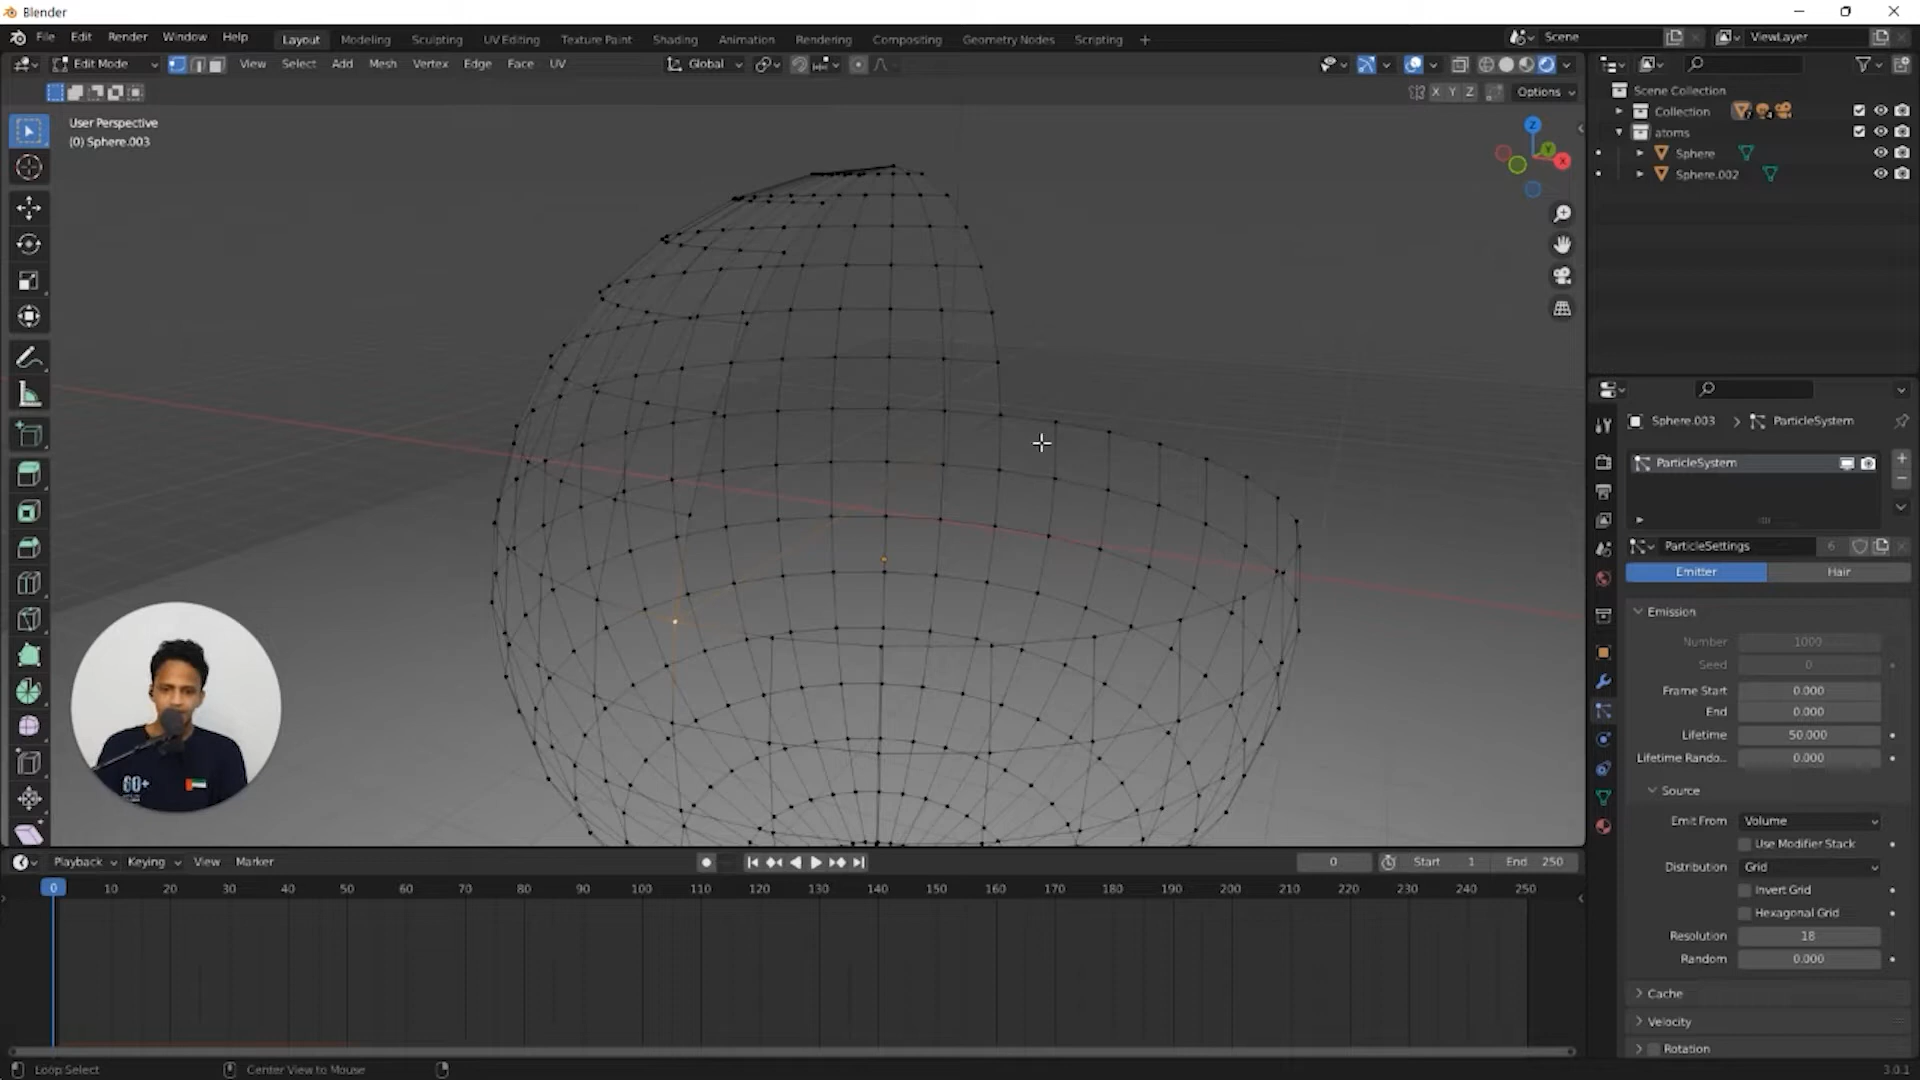 Blender
File Edit Render Window Help Layout Modeling Sculpting UV Editing Texture Paint Shading Animation Rendering Compositing Geometry Nodes Scripting + Scene ViewLayer
Edit Mode View Select Add Mesh Vertex Edge Face UV Global
X Y Z Options
User Perspective
(0) Sphere.003
Z
Y
X
Scene Collection
Collection
atoms
Sphere
Sphere.002
Sphere.003 > ParticleSystem
ParticleSystem
ParticleSettings 6
Emitter Hair
Emission
Number 1000
Seed 0
Frame Start 0.000
End 0.000
Lifetime 50.000
Lifetime Rando... 0.000
Source
Emit From Volume
Use Modifier Stack
Distribution Grid
Invert Grid
Hexagonal Grid
Resolution 18
Random 0.000
Cache
Velocity
Rotation
60+
Playback Keying View Marker 0 Start 1 End 250
0 10 20 30 40 50 60 70 80 90 100 110 120 130 140 150 160 170 180 190 200 210 220 230 240 250
Loop Select Center View to Mouse 3.0.1